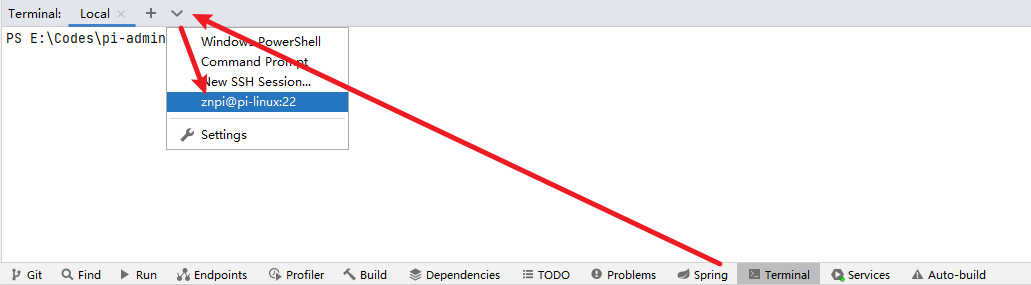 Terminal: Local
PS E:\Codes\pi-admin
Windows PowerShell
Command Prompt
New SSH Session...
znpi@pi-linux:22
Settings
Git Find Run Endpoints Profiler Build Dependencies TODO Problems Spring Terminal Services Auto-build